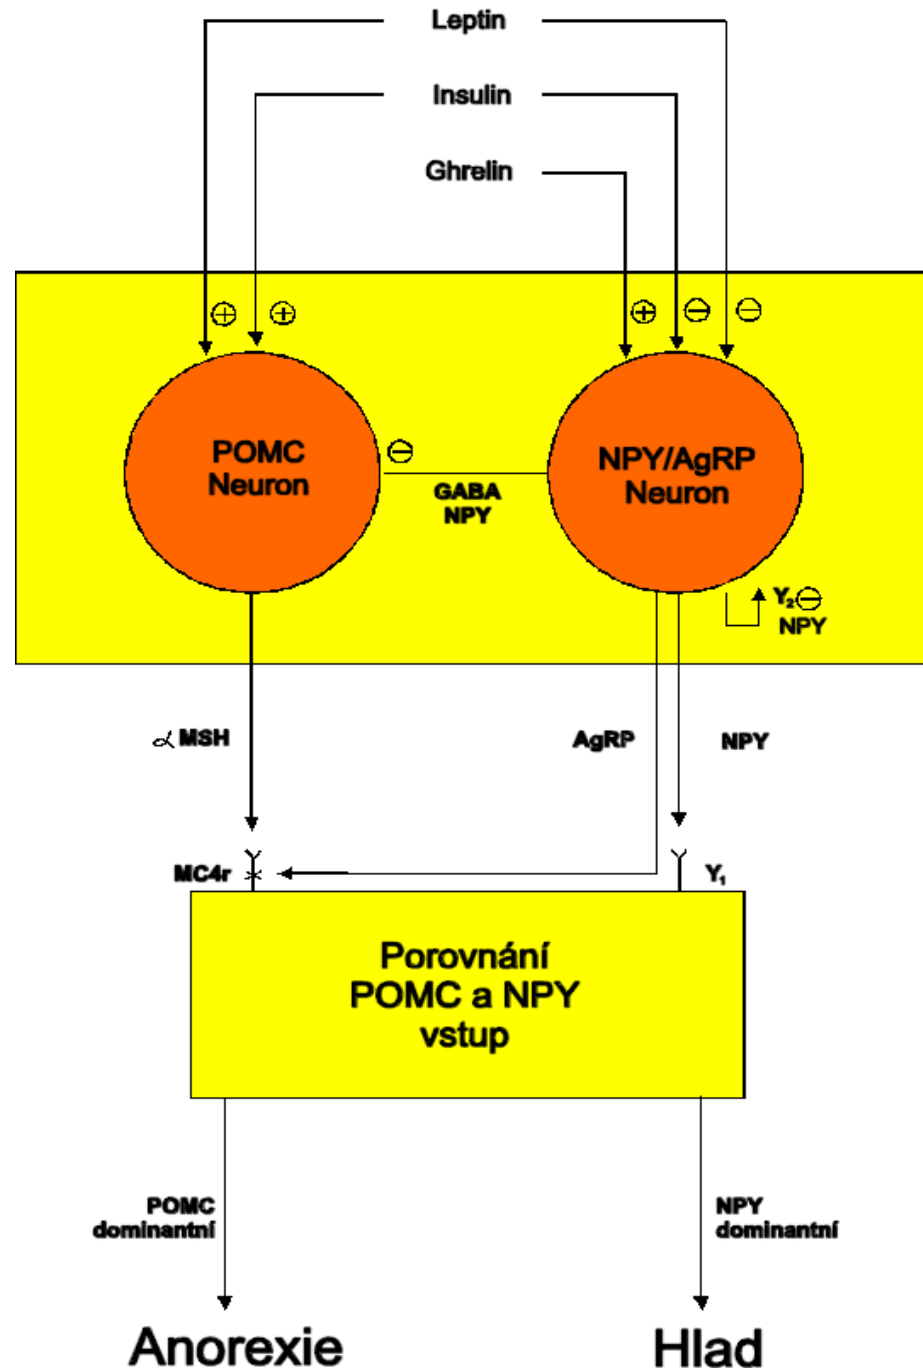 Leptin
Insulin
Ghrelin
⊕ ⊕
⊕ ⊖ ⊖
POMC
Neuron
⊖
GABA
NPY
NPY/AgRP
Neuron
Y₂⊖
NPY
α MSH
AgRP
NPY
MC4r
Y₁
Porovnání
POMC a NPY
vstup
POMC
dominantní
NPY
dominantní
Anorexie
Hlad